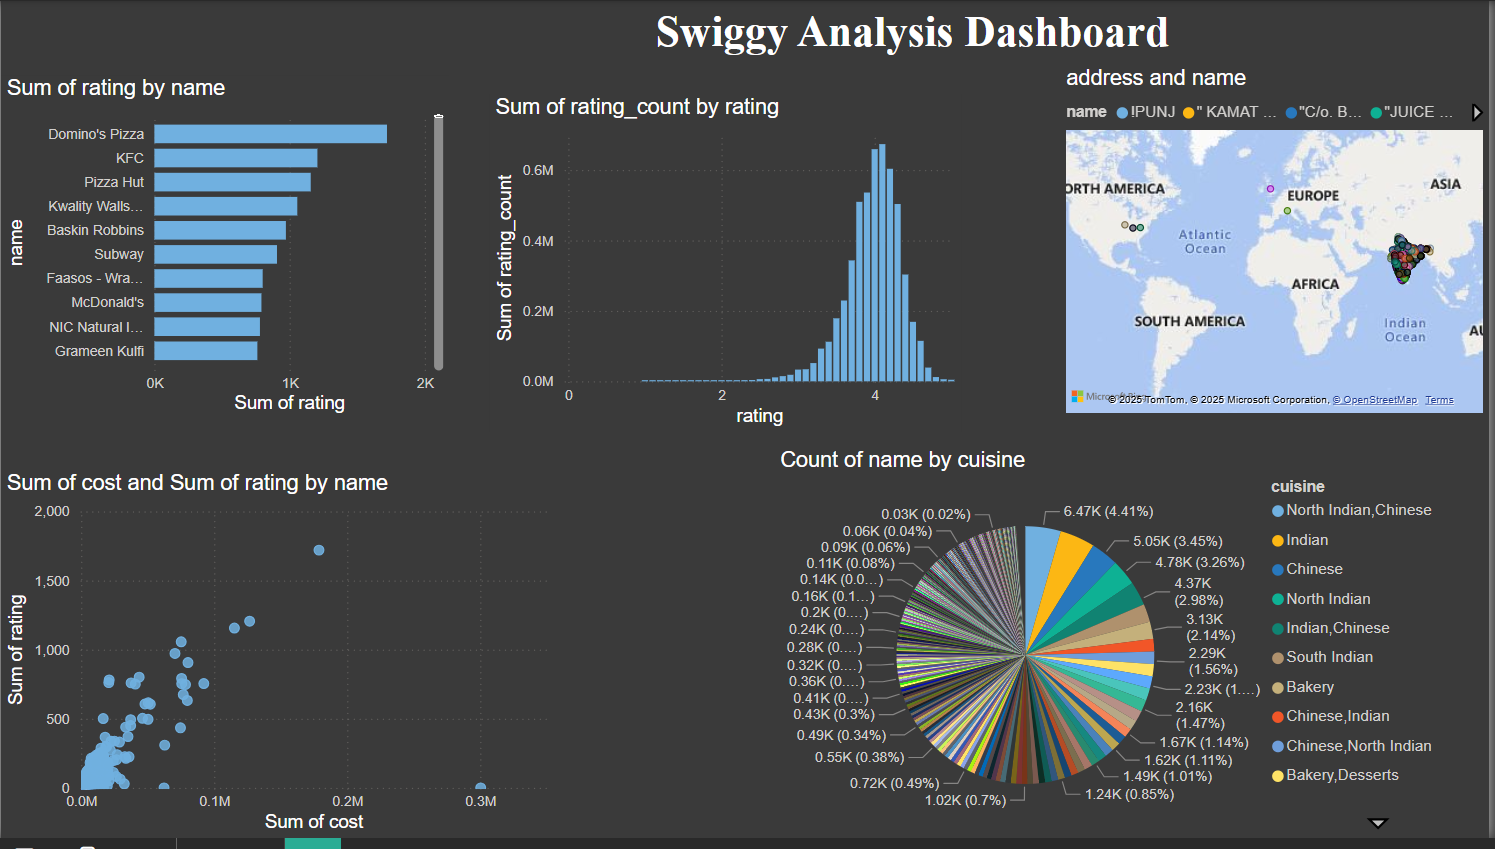 Swiggy Analysis Dashboard
Sum of rating by name
name
Domino's Pizza
KFC
Pizza Hut
Kwality Walls...
Baskin Robbins
Subway
Faasos - Wra...
McDonald's
NIC Natural I...
Grameen Kulfi
0K 1K 2K
Sum of rating
Sum of rating_count by rating
Sum of rating_count
0.6M
0.4M
0.2M
0.0M
0 2 4
rating
address and name
name !PUNJ " KAMAT ... "C/o. B... "JUICE ...
ORTH AMERICA
EUROPE
ASIA
Atlantic
Ocean
AFRICA
SOUTH AMERICA
Indian
Ocean
AU
© 2025 TomTom, © 2025 Microsoft Corporation, © OpenStreetMap Terms
Sum of cost and Sum of rating by name
Sum of rating
2,000
1,500
1,000
500
0
0.0M 0.1M 0.2M 0.3M
Sum of cost
Count of name by cuisine
6.47K (4.41%)
5.05K (3.45%)
4.78K (3.26%)
4.37K
(2.98%)
3.13K
(2.14%)
2.29K
(1.56%)
2.23K (1....)
2.16K
(1.47%)
1.67K (1.14%)
1.62K (1.11%)
1.49K (1.01%)
1.24K (0.85%)
1.02K (0.7%)
0.72K (0.49%)
0.55K (0.38%)
0.49K (0.34%)
0.43K (0.3%)
0.41K (0....)
0.36K (0....)
0.32K (0....)
0.28K (0....)
0.24K (0....)
0.2K (0....)
0.16K (0.1...)
0.14K (0.0...)
0.11K (0.08%)
0.09K (0.06%)
0.06K (0.04%)
0.03K (0.02%)
cuisine
North Indian,Chinese
Indian
Chinese
North Indian
Indian,Chinese
South Indian
Bakery
Chinese,Indian
Chinese,North Indian
Bakery,Desserts